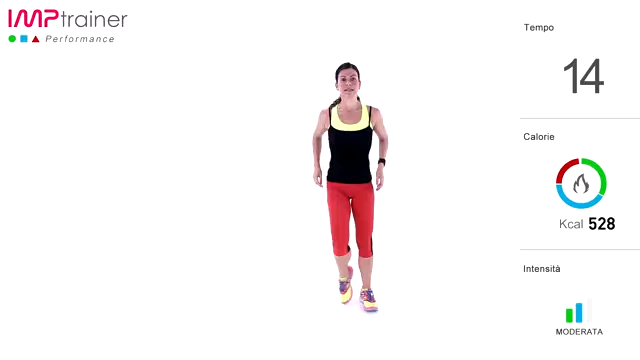 IMPtrainer
Performance
Tempo
14
Calorie
Kcal 528
Intensità
MODERATA